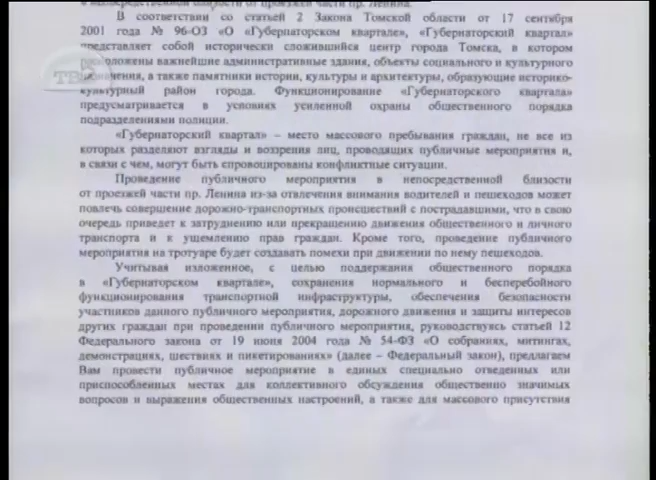 в непосредственной близости от проезжей части пр. Ленина.
В соответствии со статьей 2 Закона Томской области от 17 сентября
2001 года № 96-ОЗ «О «Губернаторском квартале», «Губернаторский квартал»
представляет собой исторически сложившийся центр города Томска, в котором
расположены важнейшие административные здания, объекты социального и культурного
назначения, а также памятники истории, культуры и архитектуры, образующие историко-
культурный район города. Функционирование «Губернаторского квартала»
предусматривается в условиях усиленной охраны общественного порядка
подразделениями полиции.
«Губернаторский квартал» – место массового пребывания граждан, не все из
которых разделяют взгляды и воззрения лиц, проводящих публичные мероприятия и,
в связи с чем, могут быть спровоцированы конфликтные ситуации.
Проведение публичного мероприятия в непосредственной близости
от проезжей части пр. Ленина из-за отвлечения внимания водителей и пешеходов может
повлечь совершение дорожно-транспортных происшествий с пострадавшими, что в свою
очередь приведет к затруднению или прекращению движения общественного и личного
транспорта и к ущемлению прав граждан. Кроме того, проведение публичного
мероприятия на тротуаре будет создавать помехи при движении по нему пешеходов.
Учитывая изложенное, с целью поддержания общественного порядка
в «Губернаторском квартале», сохранения нормального и бесперебойного
функционирования транспортной инфраструктуры, обеспечения безопасности
участников данного публичного мероприятия, дорожного движения и защиты интересов
других граждан при проведении публичного мероприятия, руководствуясь статьей 12
Федерального закона от 19 июня 2004 года № 54-ФЗ «О собраниях, митингах,
демонстрациях, шествиях и пикетированиях» (далее – Федеральный закон), предлагаем
Вам провести публичное мероприятие в единых специально отведенных или
приспособленных местах для коллективного обсуждения общественно значимых
вопросов и выражения общественных настроений, а также для массового присутствия